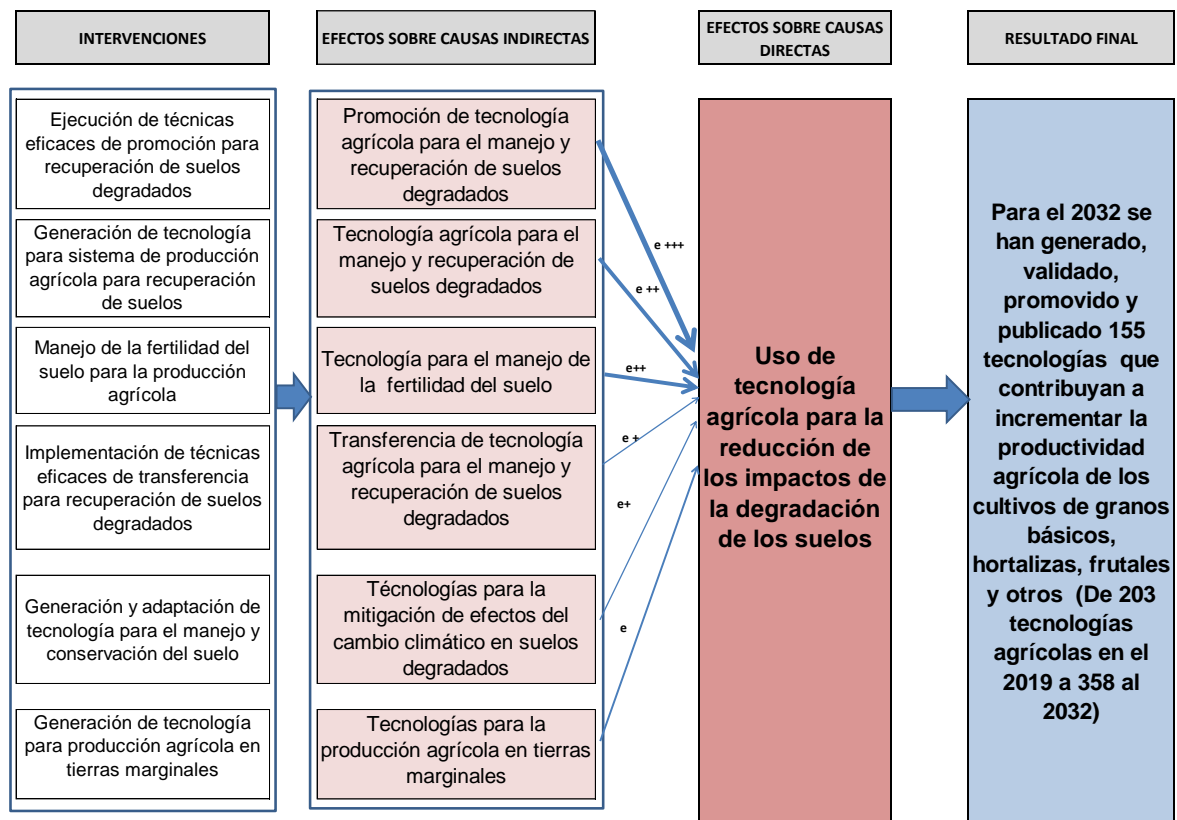 INTERVENCIONES
Ejecución de técnicas
eficaces de promoción para
recuperación de suelos
degradados
Generación de tecnología
para sistema de producción
agrícola para recuperación
de suelos
Manejo de la fertilidad del
suelo para la producción
agrícola
Implementación de técnicas
eficaces de transferencia
para recuperación de suelos
degradados
Generación y adaptación de
tecnología para el manejo y
conservación del suelo
Generación de tecnología
para producción agrícola en
tierras marginales
EFECTOS SOBRE CAUSAS INDIRECTAS
Promoción de tecnología
agrícola para el manejo y
recuperación de suelos
degradados
Tecnología agrícola para el
manejo y recuperación de
suelos degradados
Tecnología para el manejo de
la fertilidad del suelo
Transferencia de tecnología
agrícola para el manejo y
recuperación de suelos
degradados
Técnologías para la
mitigación de efectos del
cambio climático en suelos
degradados
Tecnologías para la
producción agrícola en tierras
marginales
e +++
e ++
e++
e +
e+
e
EFECTOS SOBRE CAUSAS
DIRECTAS
Uso de
tecnología
agrícola para la
reducción de
los impactos de
la degradación
de los suelos
RESULTADO FINAL
Para el 2032 se
han generado,
validado,
promovido y
publicado 155
tecnologías que
contribuyan a
incrementar la
productividad
agrícola de los
cultivos de granos
básicos,
hortalizas, frutales
y otros (De 203
tecnologías
agrícolas en el
2019 a 358 al
2032)